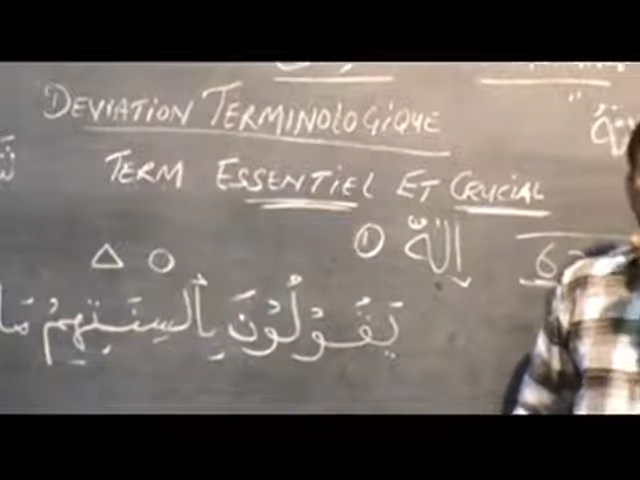 DEVIATION TERMINOLOGIQUE
TERM ESSENTIEL ET CRUCIAL
① إِلَهٌ
يَقُولُونَ بِأَلْسِنَتِهِمْ مَا